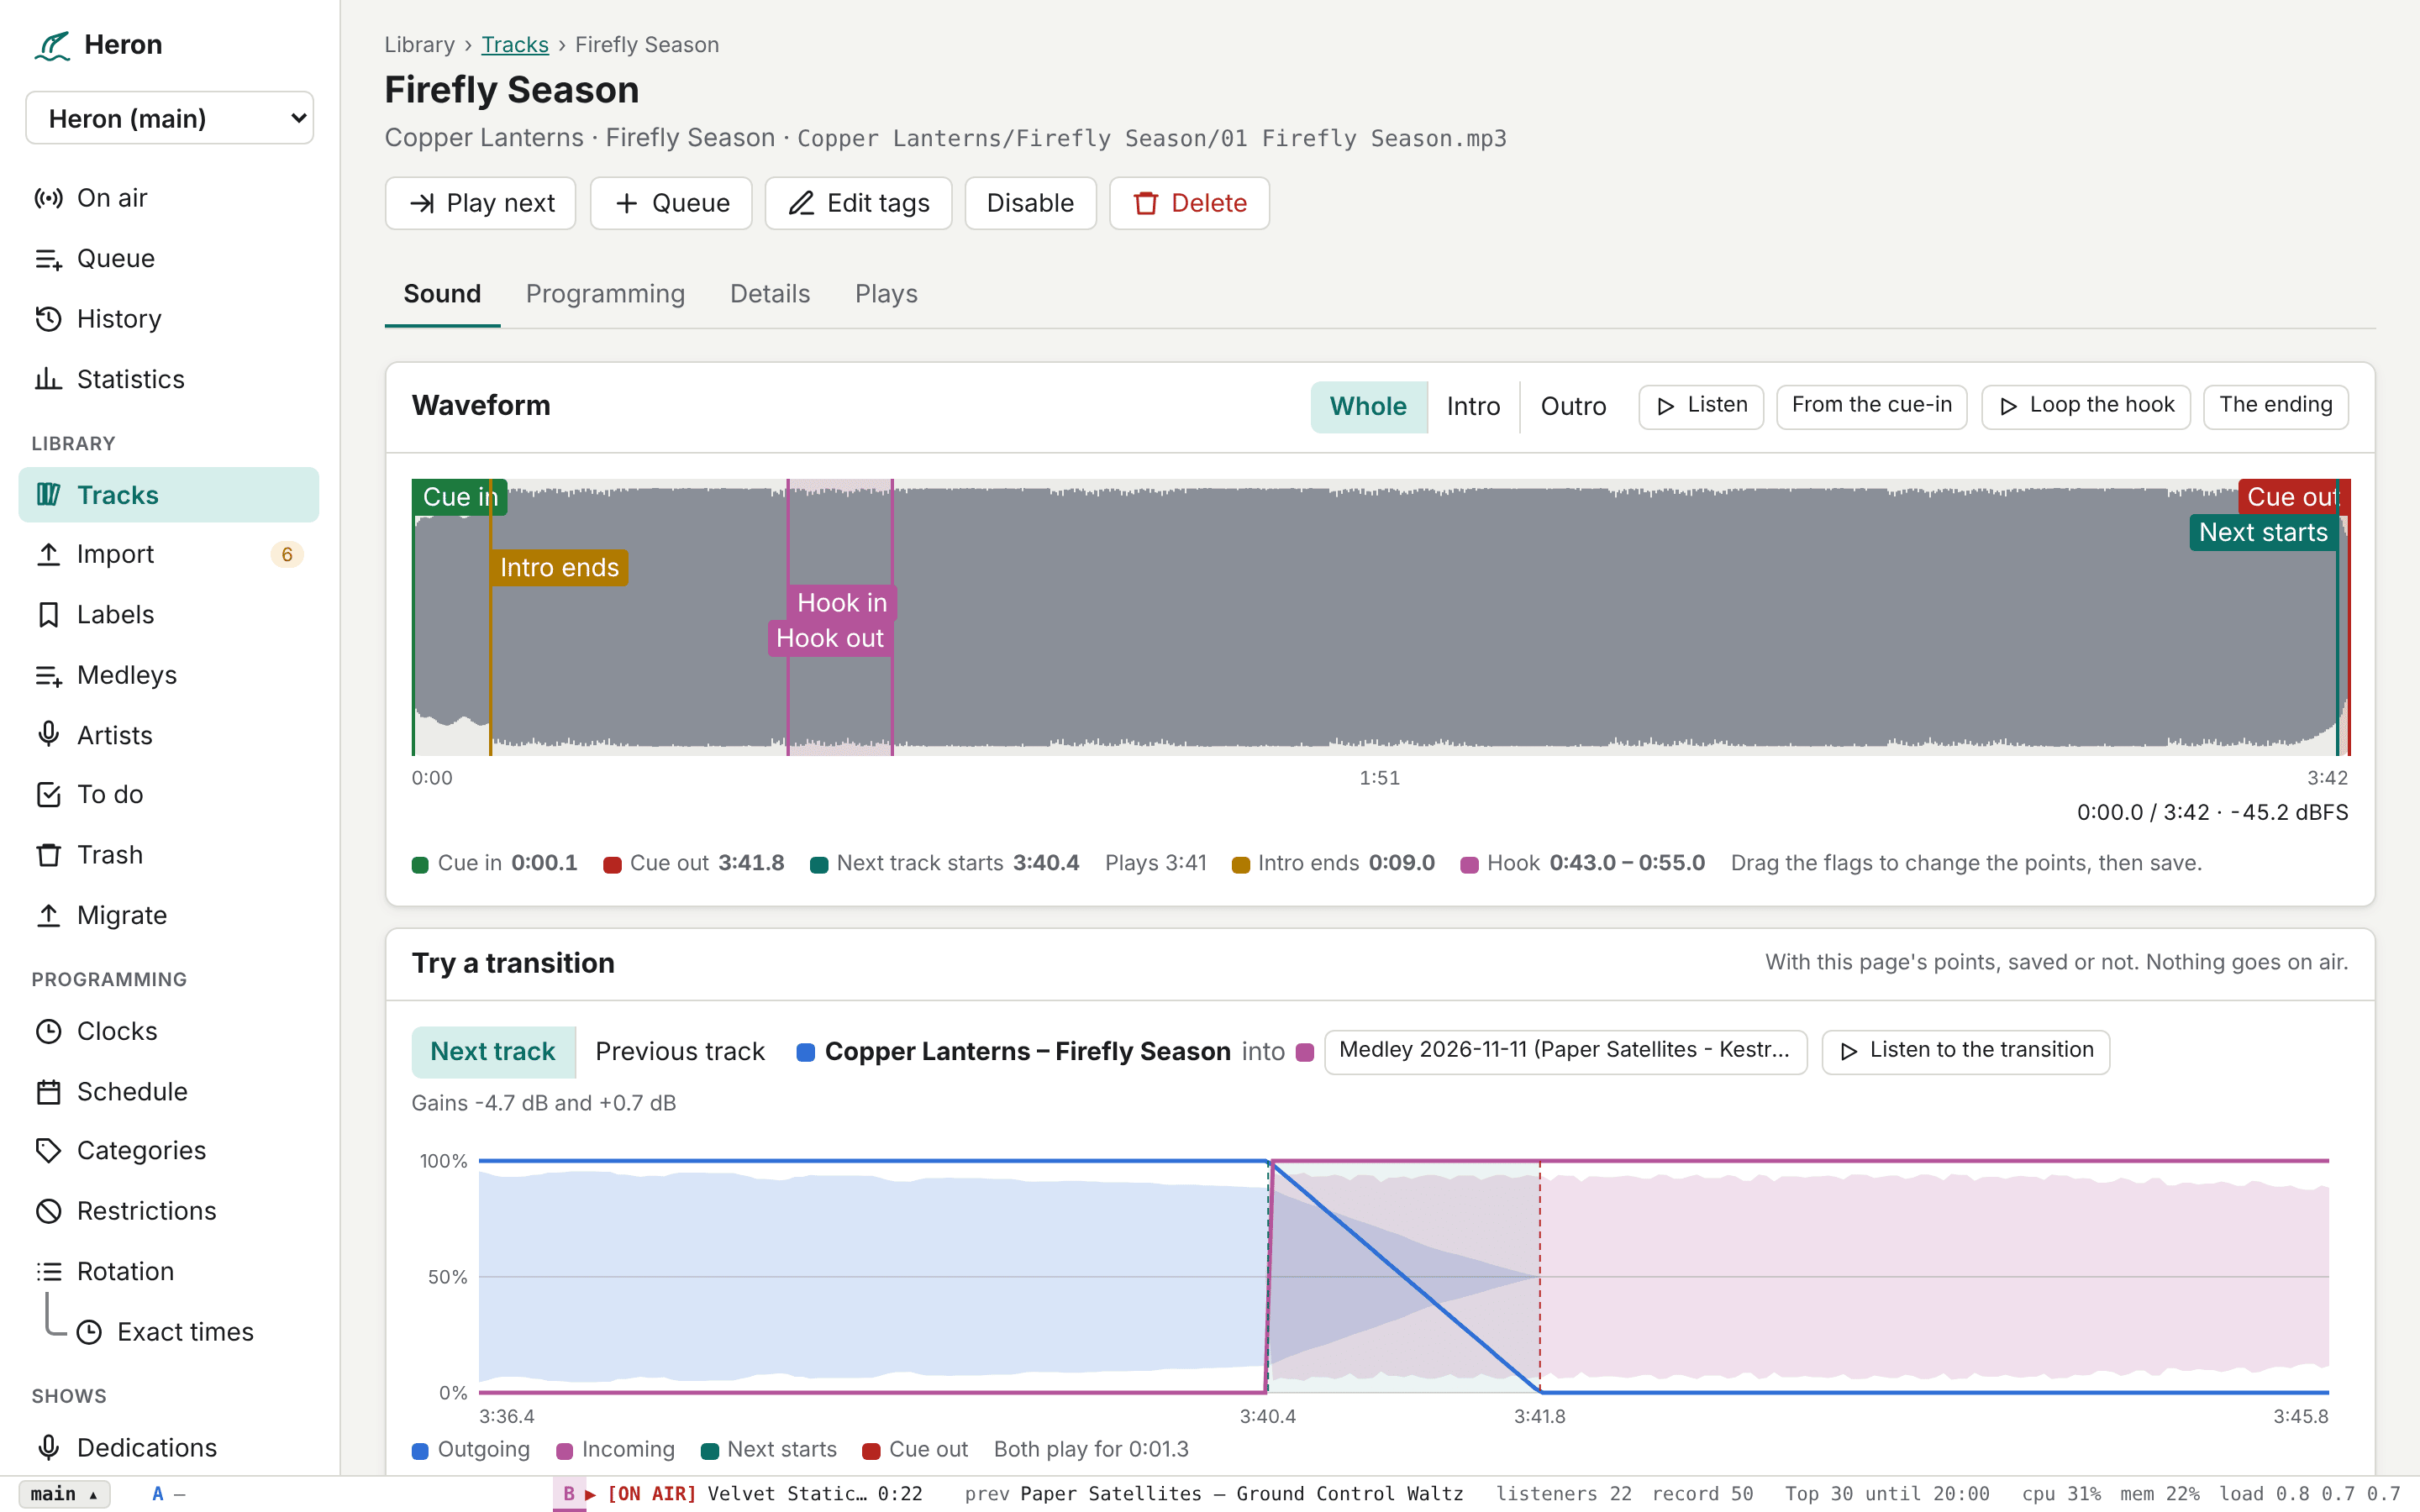 Heron
Heron (main)
On air
Queue
History
Statistics
LIBRARY
Tracks
Import 6
Labels
Medleys
Artists
To do
Trash
Migrate
PROGRAMMING
Clocks
Schedule
Categories
Restrictions
Rotation
Exact times
SHOWS
Dedications
Library › Tracks › Firefly Season
Firefly Season
Copper Lanterns · Firefly Season · Copper Lanterns/Firefly Season/01 Firefly Season.mp3
Play next Queue Edit tags Disable Delete
Sound Programming Details Plays
Waveform Whole Intro Outro Listen From the cue-in Loop the hook The ending
Cue in Cue out
Next starts
Intro ends
Hook in
Hook out
0:00 1:51 3:42
0:00.0 / 3:42 · -45.2 dBFS
Cue in 0:00.1 Cue out 3:41.8 Next track starts 3:40.4 Plays 3:41 Intro ends 0:09.0 Hook 0:43.0 – 0:55.0 Drag the flags to change the points, then save.
Try a transition With this page's points, saved or not. Nothing goes on air.
Next track Previous track Copper Lanterns – Firefly Season into Medley 2026-11-11 (Paper Satellites - Kestr... Listen to the transition
Gains -4.7 dB and +0.7 dB
100%
50%
0%
3:36.4 3:40.4 3:41.8 3:45.8
Outgoing Incoming Next starts Cue out Both play for 0:01.3
main ▴ A — B ▶ [ON AIR] Velvet Static… 0:22 prev Paper Satellites — Ground Control Waltz listeners 22 record 50 Top 30 until 20:00 cpu 31% mem 22% load 0.8 0.7 0.7